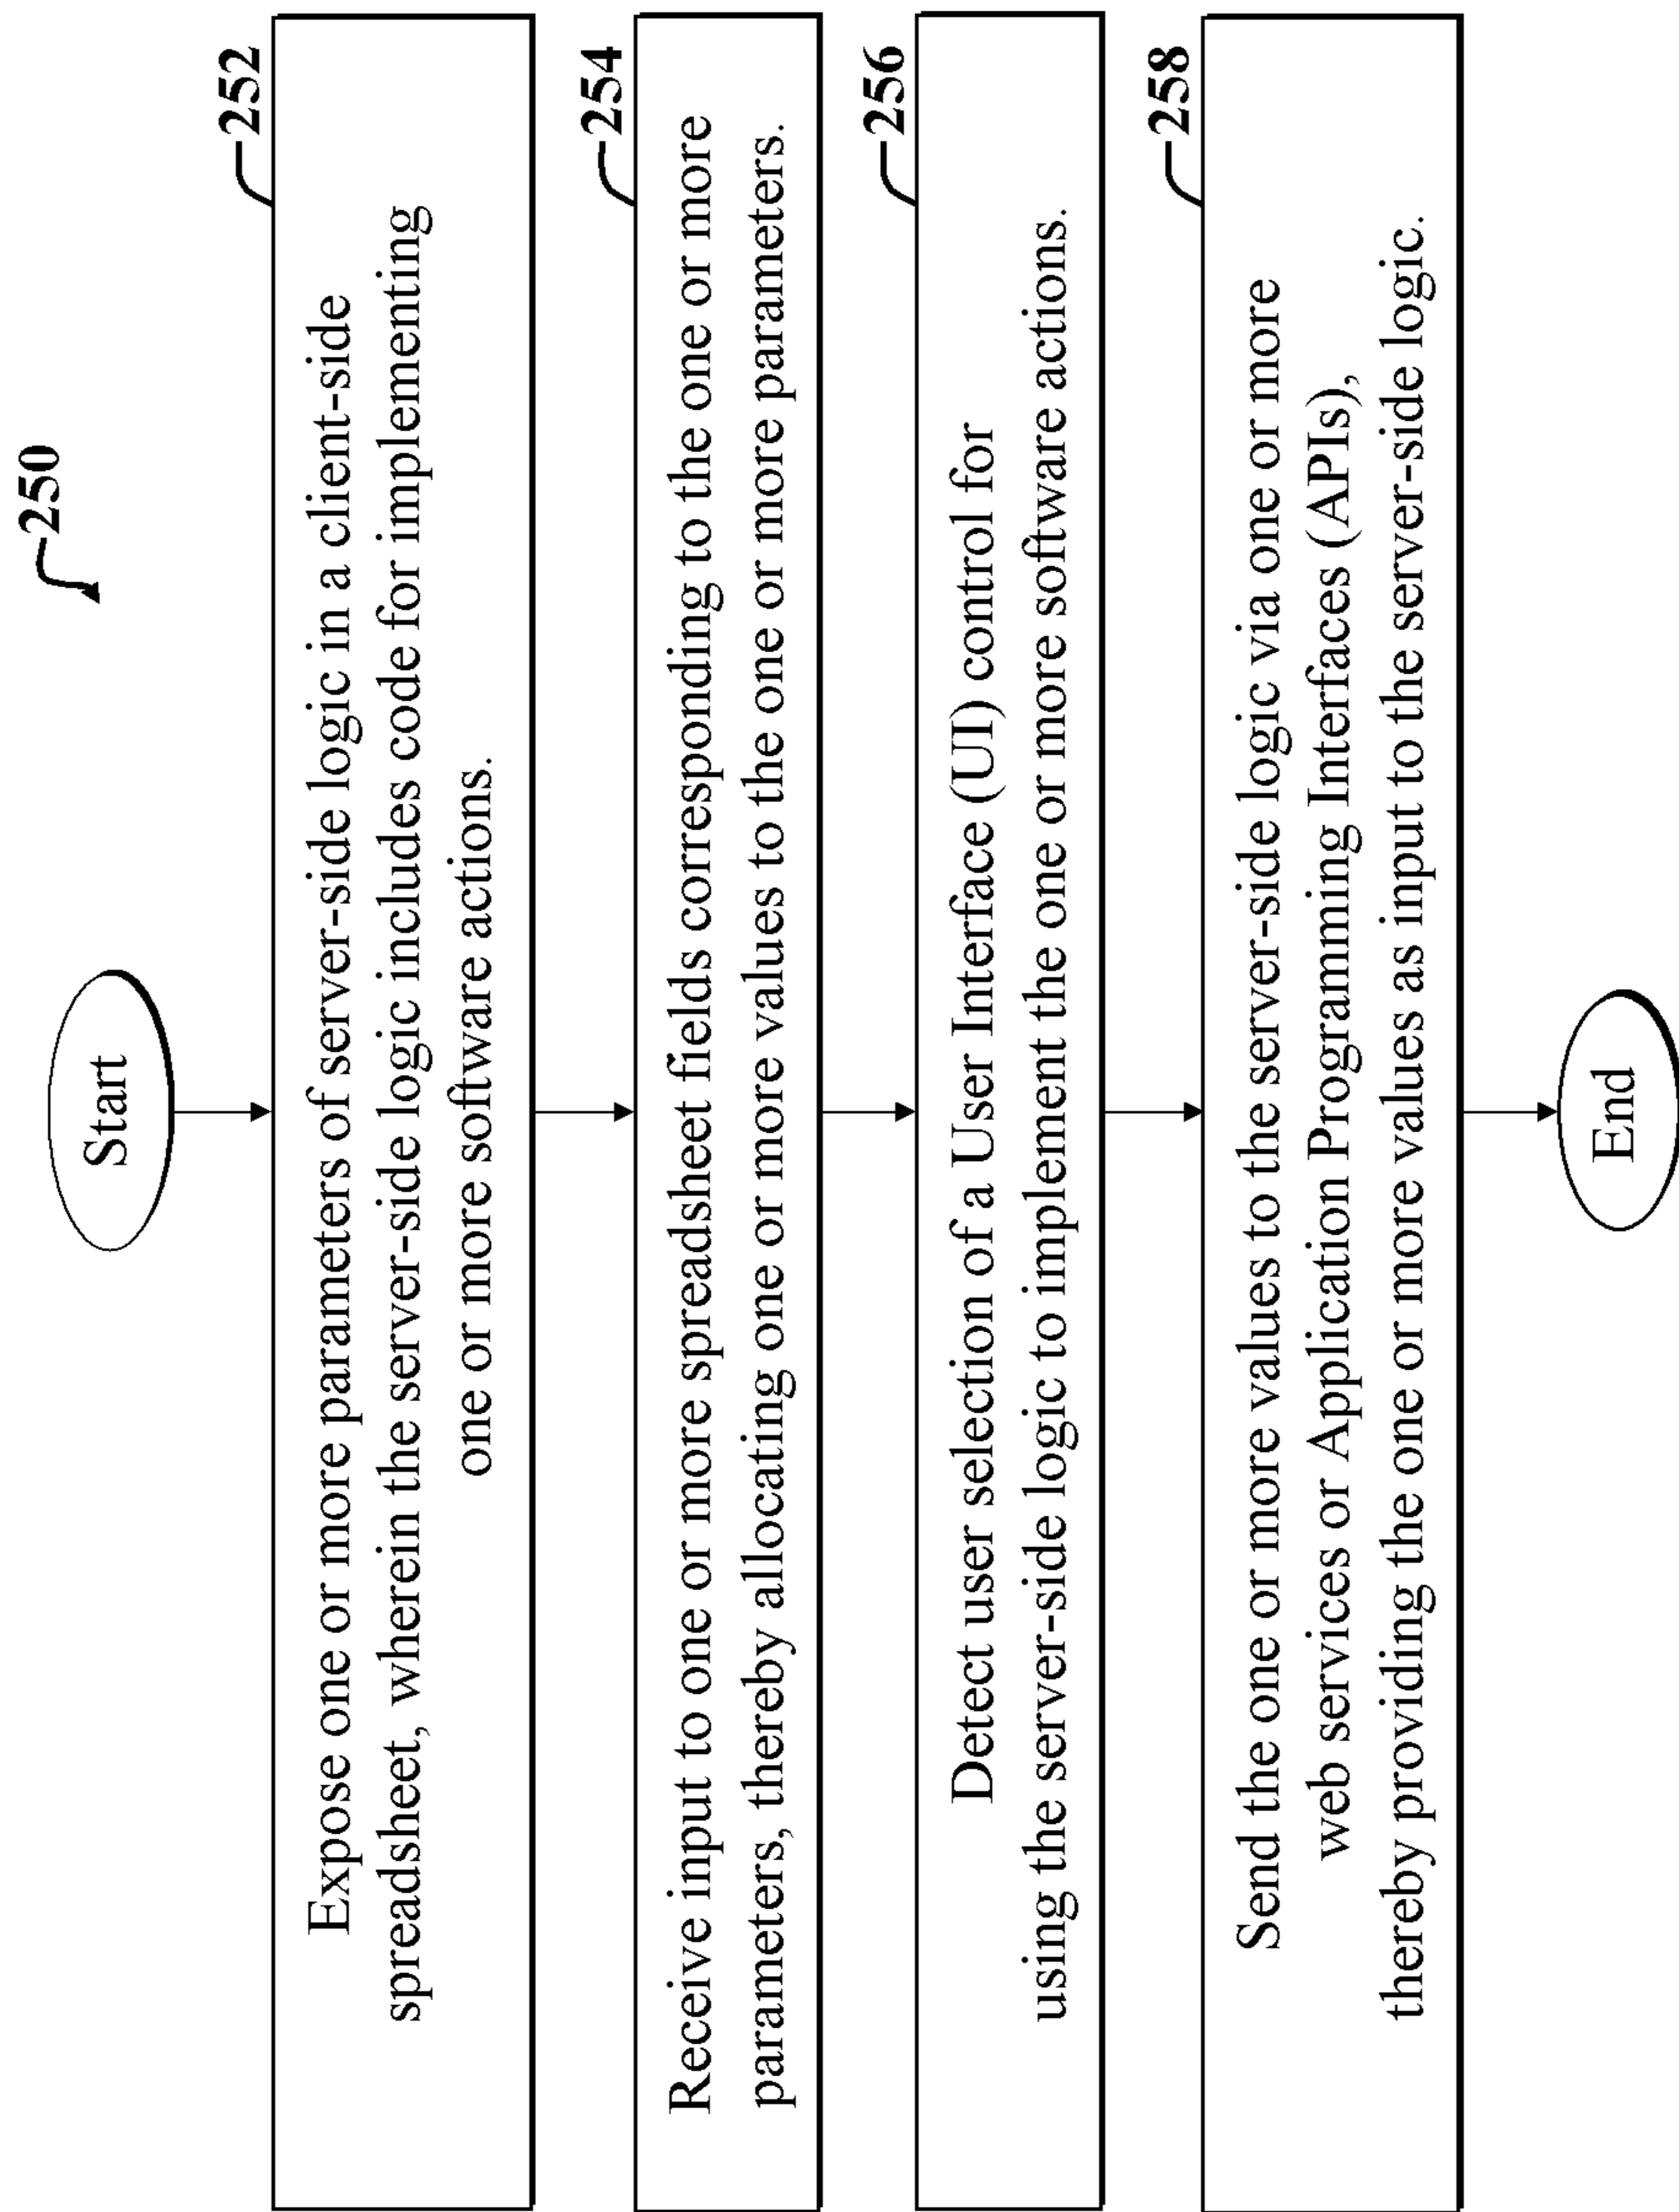 250
Start
252
Expose one or more parameters of server-side logic in a client-side
spreadsheet, wherein the server-side logic includes code for implementing
one or more software actions.
254
Receive input to one or more spreadsheet fields corresponding to the one or more
parameters, thereby allocating one or more values to the one or more parameters.
256
Detect user selection of a User Interface (UI) control for
using the server-side logic to implement the one or more software actions.
258
Send the one or more values to the server-side logic via one or more
web services or Application Programming Interfaces (APIs),
thereby providing the one or more values as input to the server-side logic.
End